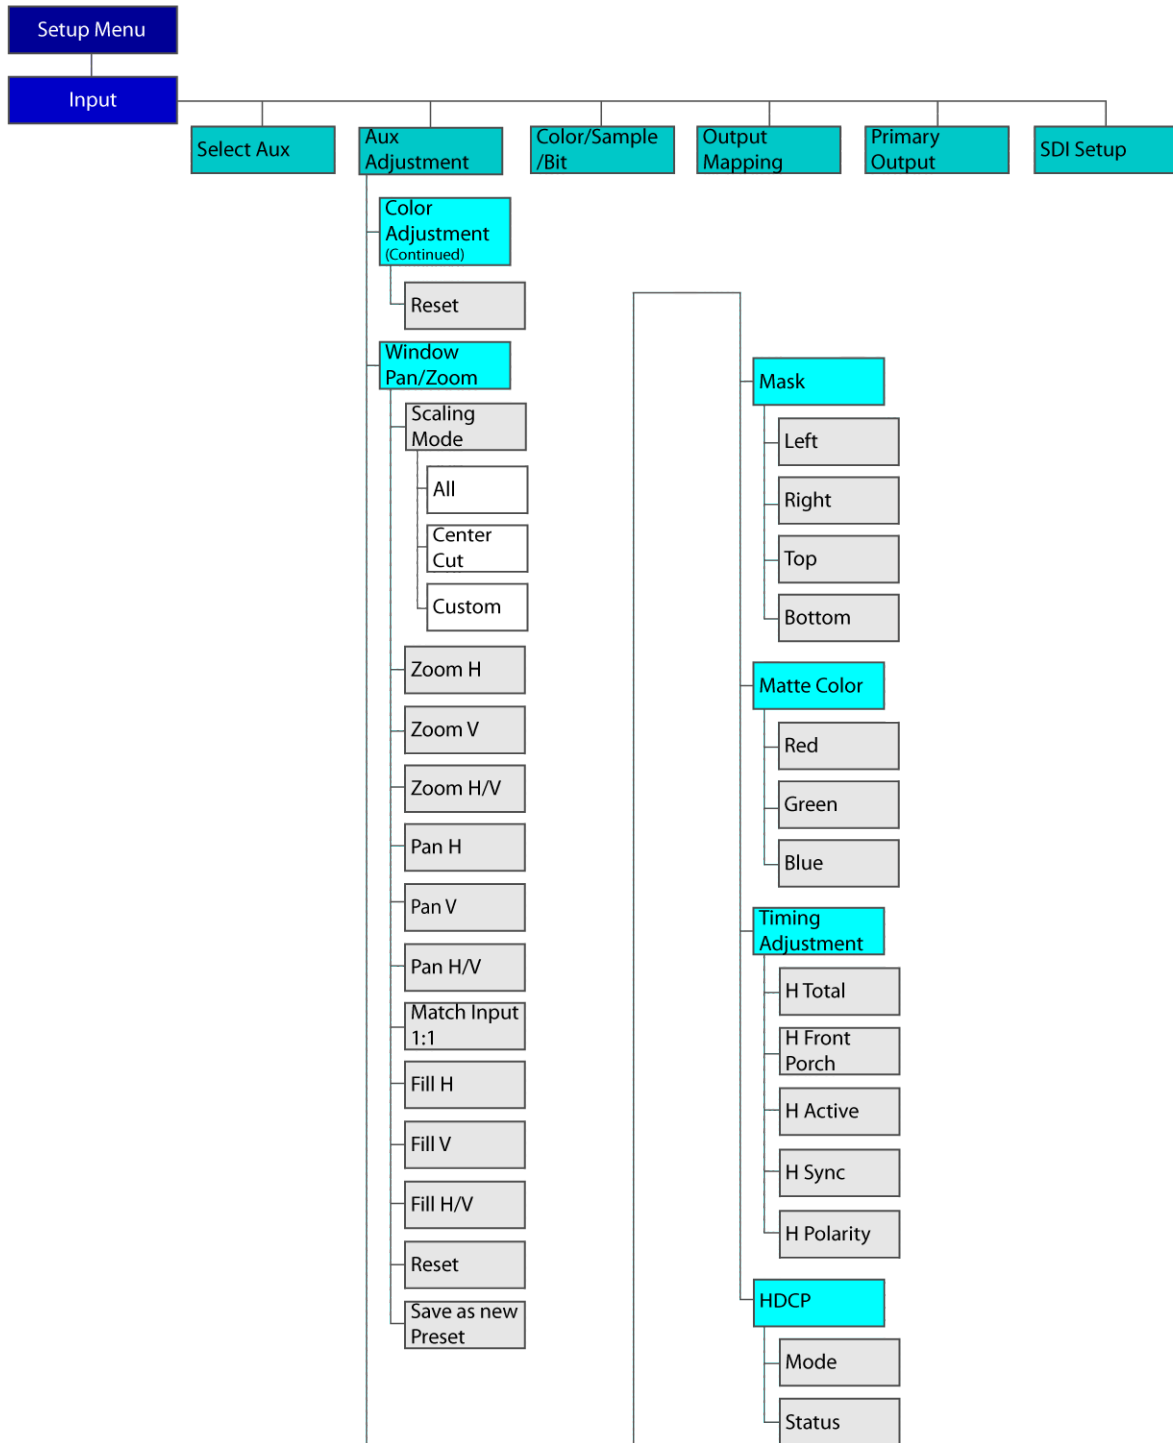 Setup Menu
Input
Select Aux
Aux
Adjustment
Color/Sample
/Bit
Output
Mapping
Primary
Output
SDI Setup
Color
Adjustment
(Continued)
Reset
Window
Pan/Zoom
Scaling
Mode
All
Center
Cut
Custom
Zoom H
Zoom V
Zoom H/V
Pan H
Pan V
Pan H/V
Match Input
1:1
Fill H
Fill V
Fill H/V
Reset
Save as new
Preset
Mask
Left
Right
Top
Bottom
Matte Color
Red
Green
Blue
Timing
Adjustment
H Total
H Front
Porch
H Active
H Sync
H Polarity
HDCP
Mode
Status